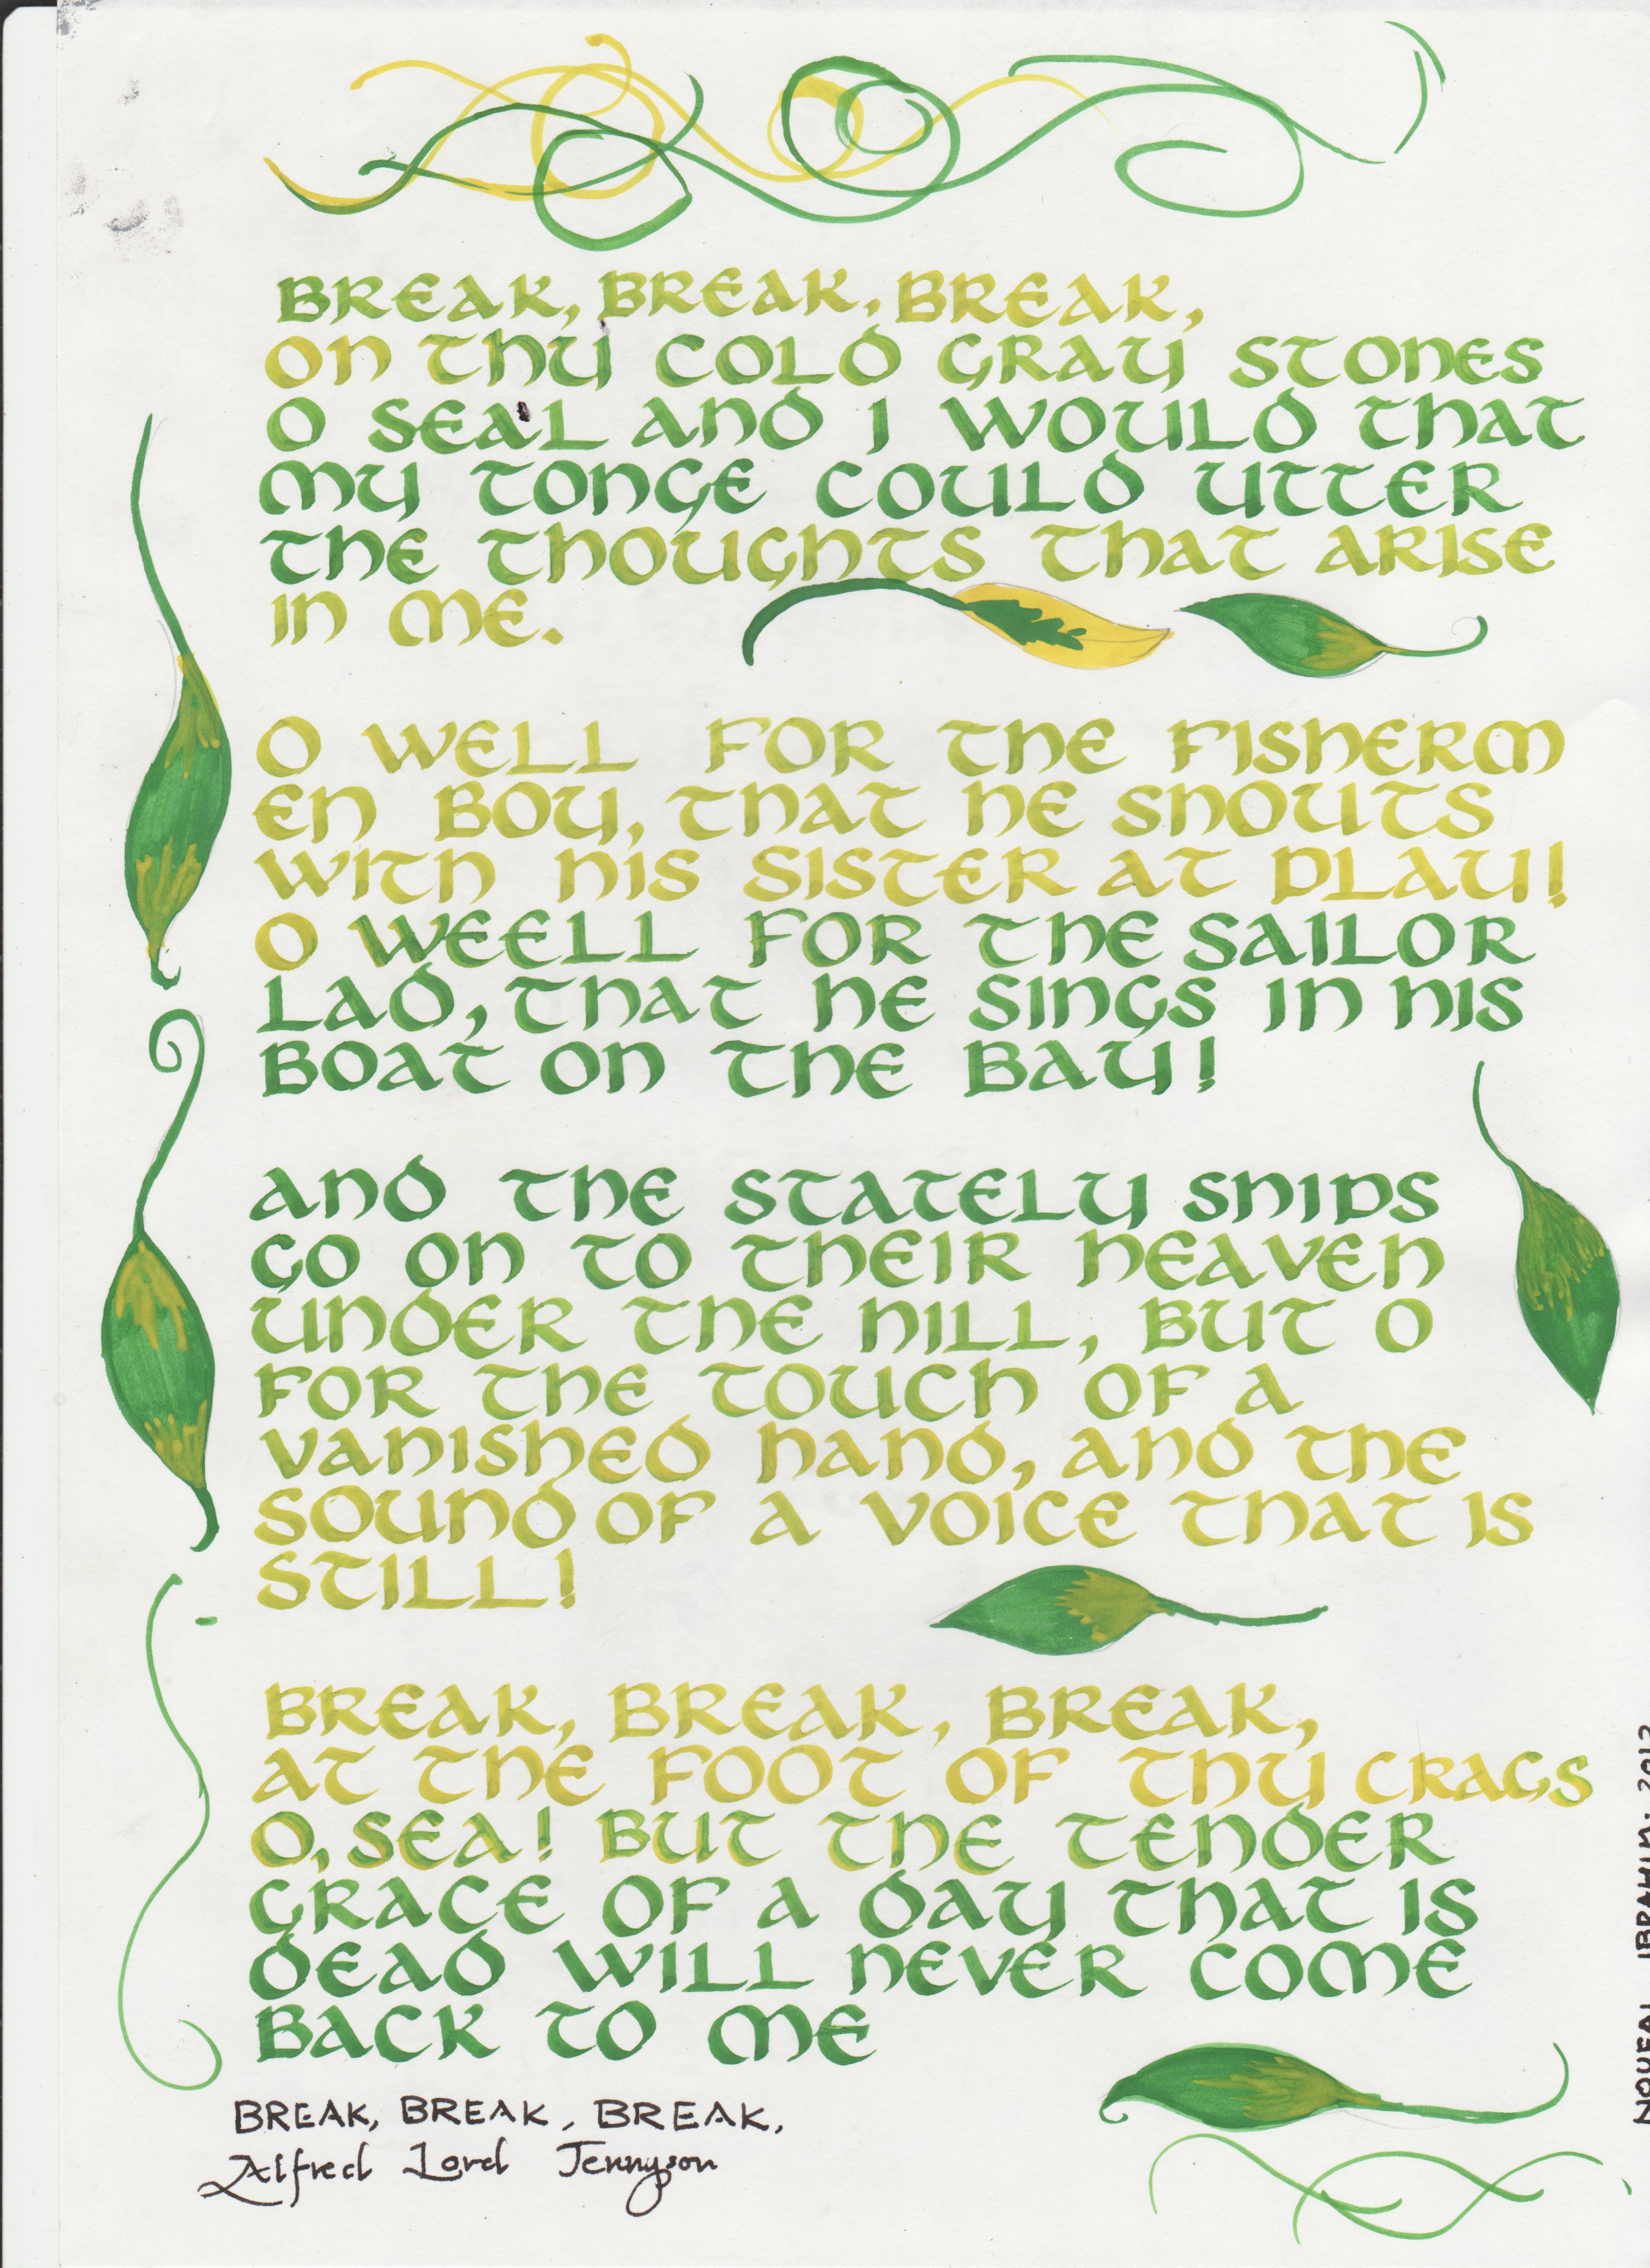 BREAK, BREAK, BREAK,
ON THY COLD GRAY STONES
O SEAL AND I WOULD THAT
MY TONGE COULD UTTER
THE THOUGHTS THAT ARISE
IN ME.
O WELL FOR THE FISHERM
EN BOY, THAT HE SHOUTS
WITH HIS SISTER AT PLAY!
O WEELL FOR THE SAILOR
LAD, THAT HE SINGS IN HIS
BOAT ON THE BAY!
AND THE STATELY SHIPS
GO ON TO THEIR HEAVEN
UNDER THE HILL, BUT O
FOR THE TOUCH OF A
VANISHED HAND, AND THE
SOUND OF A VOICE THAT IS
STILL!
BREAK, BREAK, BREAK,
AT THE FOOT OF THY CRAGS
O, SEA! BUT THE TENDER
GRACE OF A DAY THAT IS
DEAD WILL NEVER COME
BACK TO ME
BREAK, BREAK, BREAK,
Alfred Lord Tennyson
NOUFAL IBRAHIM. 2012